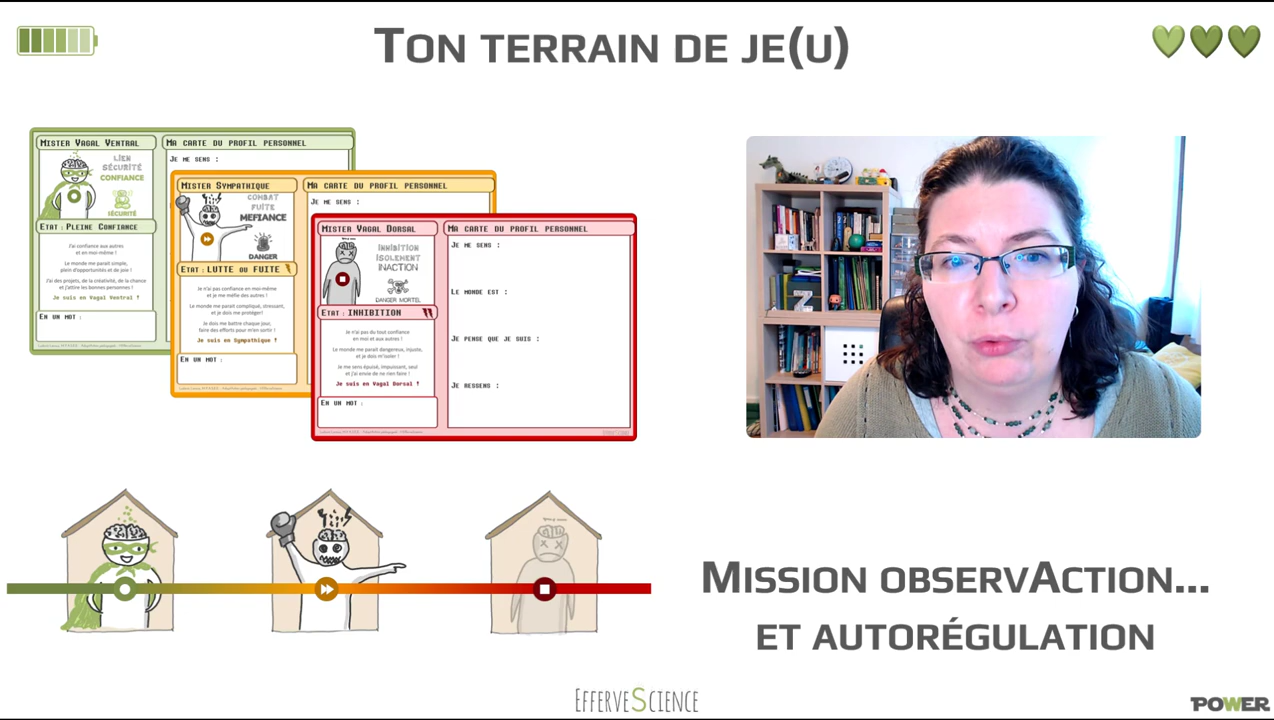 TON TERRAIN DE JE(U)
MISTER VAGAL VENTRAL
LIEN
SÉCURITÉ
CONFIANCE
SÉCURITÉ
ETAT : PLEINE CONFIANCE
J'ai confiance aux autres
et en moi-même !
Le monde me parait simple,
plein d'opportunités et de joie !
J'ai des projets, de la créativité, de la chance
et j'attire les bonnes personnes !
Je suis en Vagal Ventral !
EN UN MOT :
MA CARTE DU PROFIL PERSONNEL
JE ME SENS :
MISTER SYMPATHIQUE
COMBAT
FUITE
MEFIANCE
DANGER
ETAT : LUTTE OU FUITE
Je n'ai pas confiance en moi-même
et je me méfie des autres !
Le monde me parait compliqué, stressant,
et je dois me protéger!
Je dois me battre chaque jour,
faire des efforts pour m'en sortir !
Je suis en Sympathique !
EN UN MOT :
MA CARTE DU PROFIL PERSONNEL
JE ME SENS :
MISTER VAGAL DORSAL
INHIBITION
ISOLEMENT
INACTION
DANGER MORTEL
ETAT : INHIBITION
Je n'ai pas du tout confiance
en moi et aux autres !
Le monde me parait dangereux, injuste,
et je dois m'isoler !
Je me sens épuisé, impuissant, seul
et j'ai envie de ne rien faire !
Je suis en Vagal Dorsal !
EN UN MOT :
MA CARTE DU PROFIL PERSONNEL
JE ME SENS :
LE MONDE EST :
JE PENSE QUE JE SUIS :
JE RESSENS :
MISSION OBSERVACTION...
ET AUTORÉGULATION
EFFERVESCIENCE
POWER